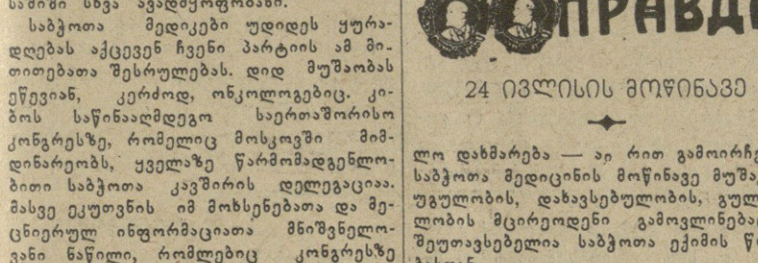 საშიში სხვა ავადმყოფობანი.
საბჭოთა მედიკები უდიდეს ყურა-
დღებას აქცევენ ჩვენი პარტიის ამ მი-
თითებათა შესრულებას. დიდ მუშაობას
ეწევიან, კერძოდ, ონკოლოგებიც. კი-
ბოს საწინააღმდეგო საერთაშორისო
კონგრესზე, რომელიც მოსკოვში მიმ-
დინარეობს, ყველაზე წარმომადგენლო-
ბითი საბჭოთა კავშირის დელეგაციაა.
მასვე ეკუთვნის იმ მოხსენებათა და მე-
ცნიერულ ინფორმაციათა მნიშვნელო-
ვანი ნაწილი, რომლებიც კონგრესზე
ПРАВД
24 ივლისის მოწინავე
ლო დახმარება — აი რით გამოირჩე
საბჭოთა მედიცინის მოწინავე მუშა
უგულობის, დახავსებულობის, გულ
ლობის მცირეოდენი გამოვლინება
შეუთავსებელია საბჭოთა ექიმის წ